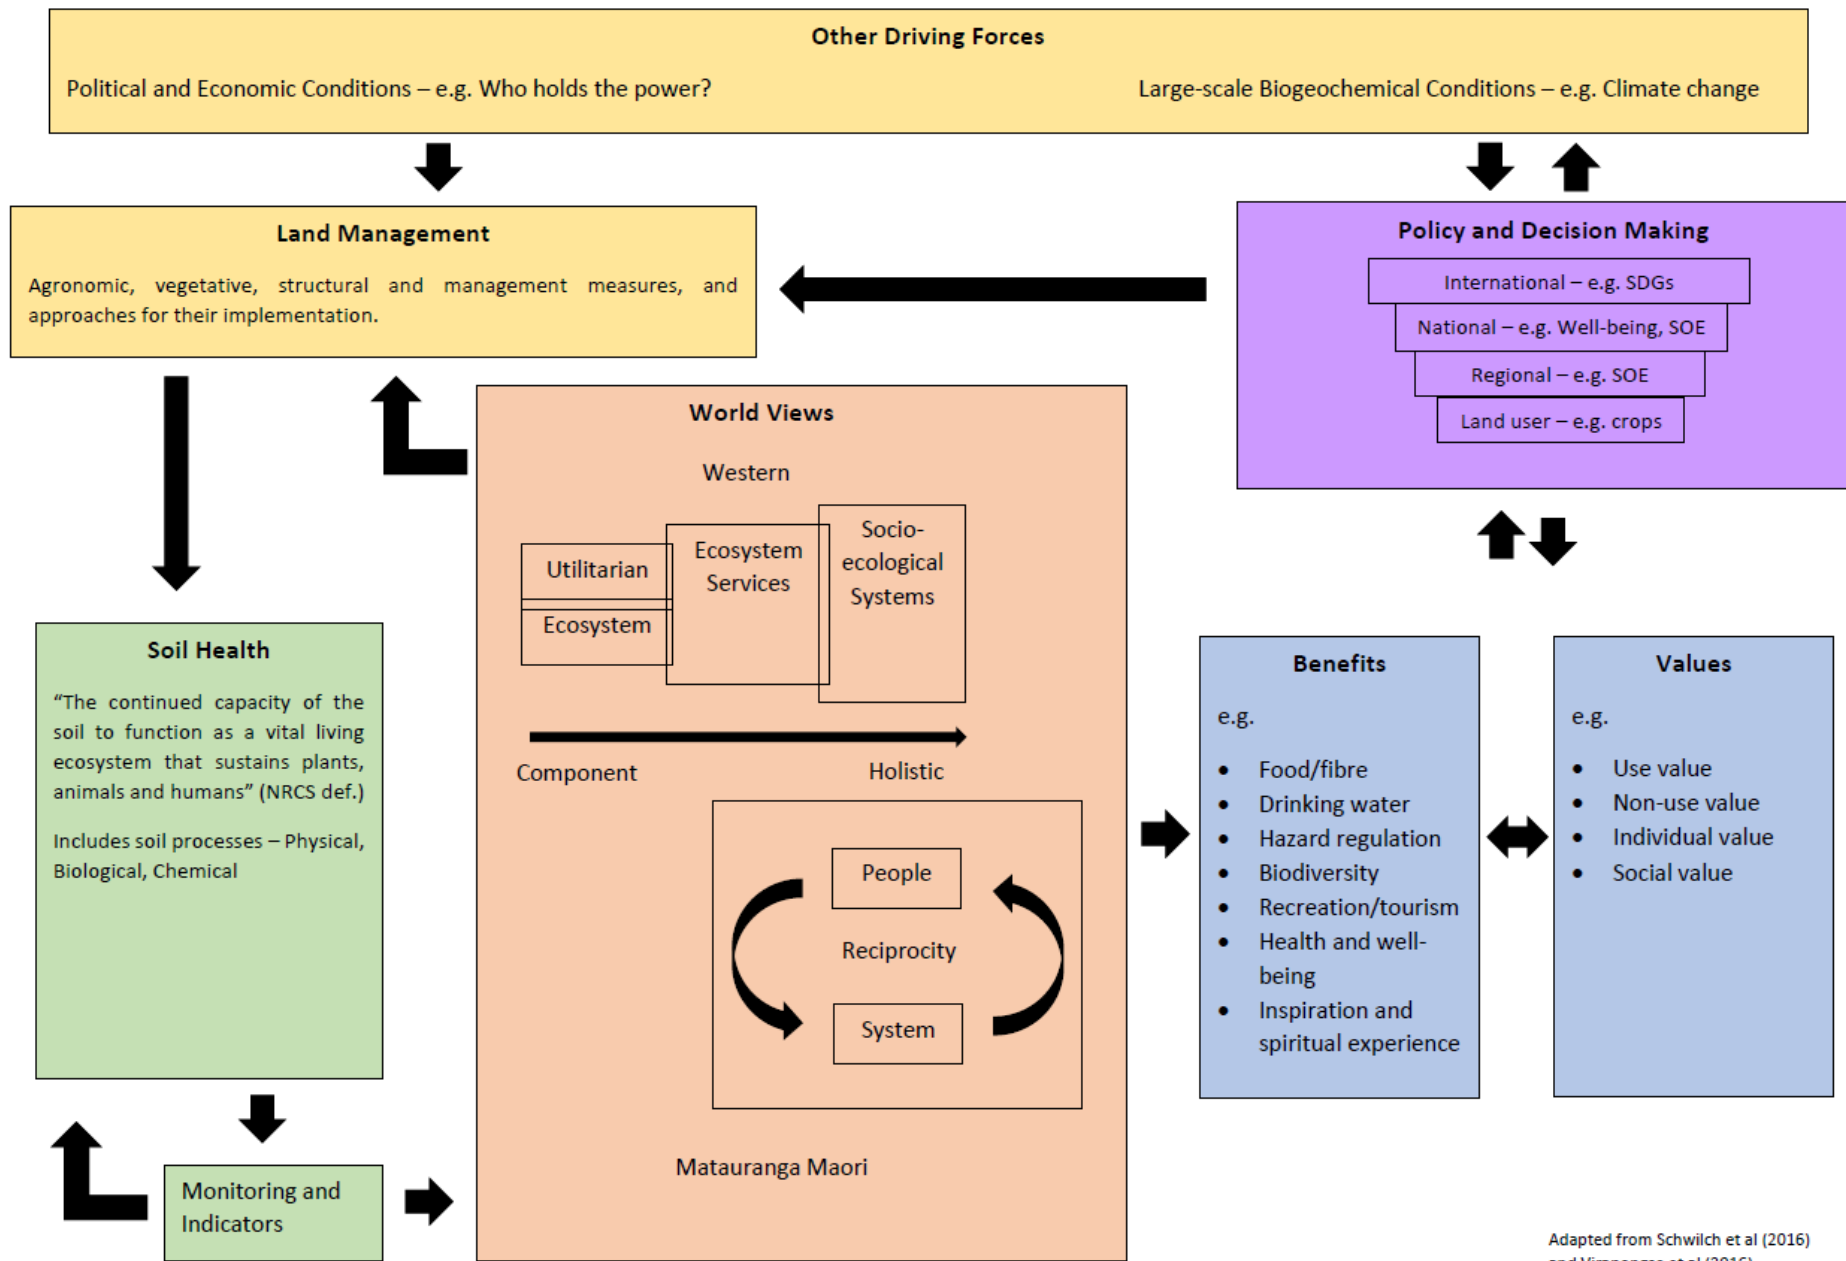 Other Driving Forces
Political and Economic Conditions – e.g. Who holds the power?
Large-scale Biogeochemical Conditions – e.g. Climate change
Land Management
Agronomic, vegetative, structural and management measures, and
approaches for their implementation.
Policy and Decision Making
International – e.g. SDGs
National – e.g. Well-being, SOE
Regional – e.g. SOE
Land user – e.g. crops
World Views
Western
Utilitarian
Ecosystem
Ecosystem
Services
Socio-
ecological
Systems
Component
Holistic
People
Reciprocity
System
Matauranga Maori
Soil Health
“The continued capacity of the
soil to function as a vital living
ecosystem that sustains plants,
animals and humans” (NRCS def.)
Includes soil processes – Physical,
Biological, Chemical
Monitoring and
Indicators
Benefits
e.g.
• Food/fibre
• Drinking water
• Hazard regulation
• Biodiversity
• Recreation/tourism
• Health and well-
being
• Inspiration and
spiritual experience
Values
e.g.
• Use value
• Non-use value
• Individual value
• Social value
Adapted from Schwilch et al (2016)